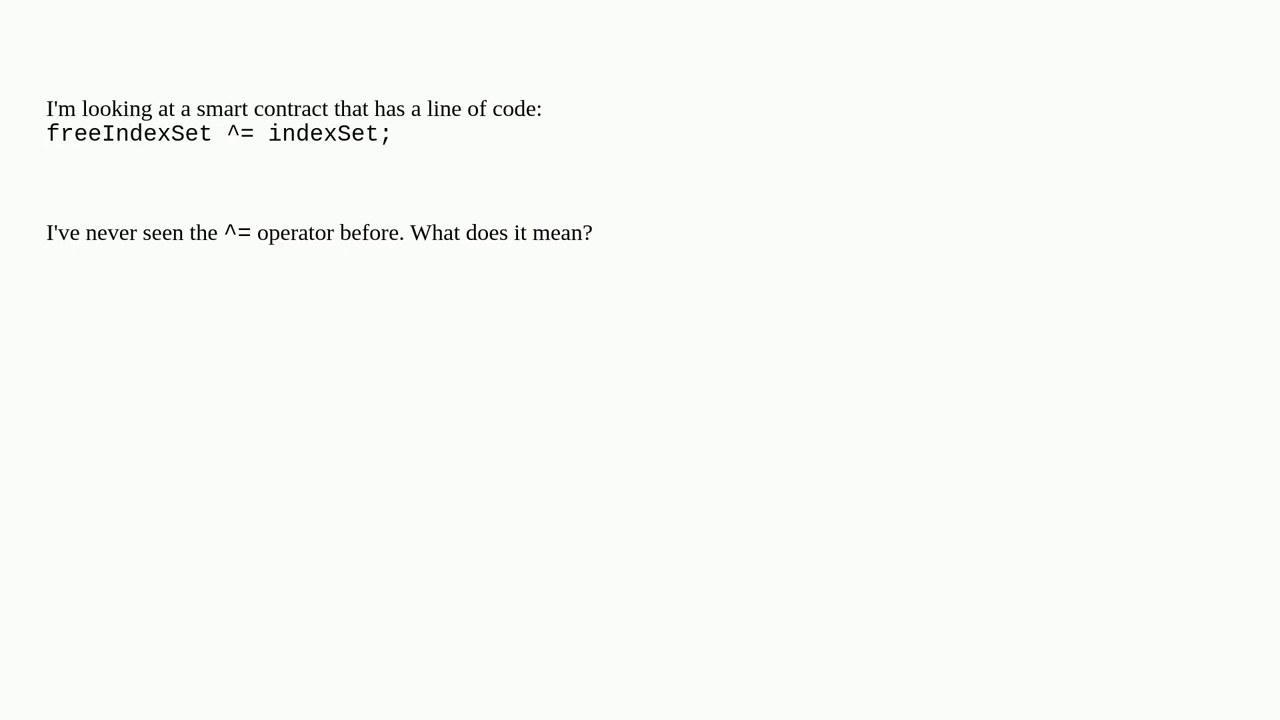 I'm looking at a smart contract that has a line of code:
freeIndexSet ^= indexSet;
I've never seen the ^= operator before. What does it mean?